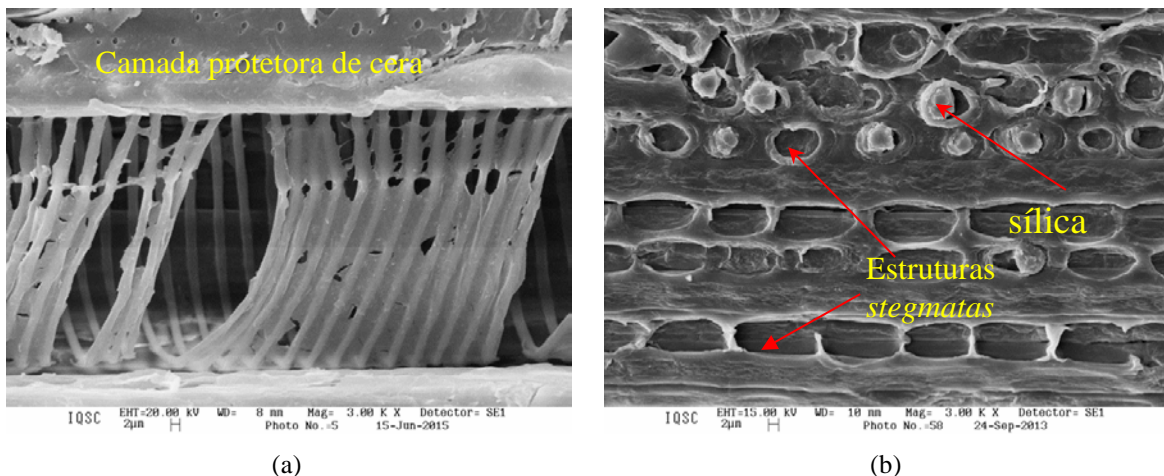 Camada protetora de cera
IQSC
EHT=20.00 kV WD= 8 mm Mag= 3.00 K X Detector= SE1
2µm
Photo No.=5 15-Jun-2015
(a)
sílica
Estruturas
stegmatas
IQSC
EHT=15.00 kV WD= 10 mm Mag= 3.00 K X Detector= SE1
2µm
Photo No.=58 24-Sep-2013
(b)